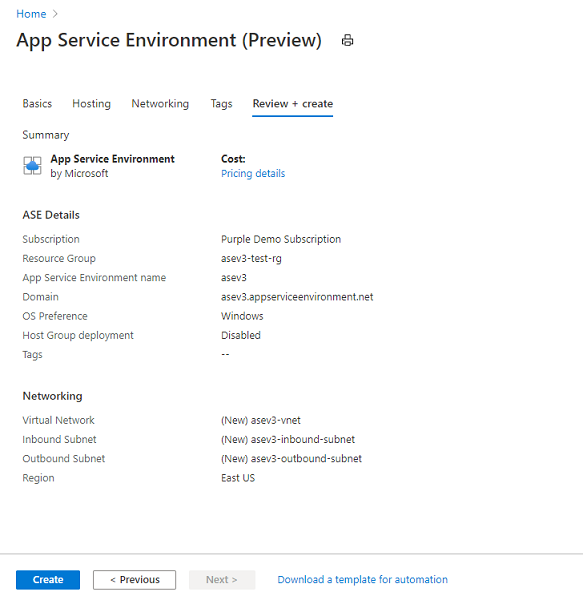 Home >
App Service Environment (Preview)
Basics Hosting Networking Tags Review + create
Summary
App Service Environment Cost:
by Microsoft Pricing details
ASE Details
Subscription Purple Demo Subscription
Resource Group asev3-test-rg
App Service Environment name asev3
Domain asev3.appserviceenvironment.net
OS Preference Windows
Host Group deployment Disabled
Tags --
Networking
Virtual Network (New) asev3-vnet
Inbound Subnet (New) asev3-inbound-subnet
Outbound Subnet (New) asev3-outbound-subnet
Region East US
Create < Previous Next > Download a template for automation